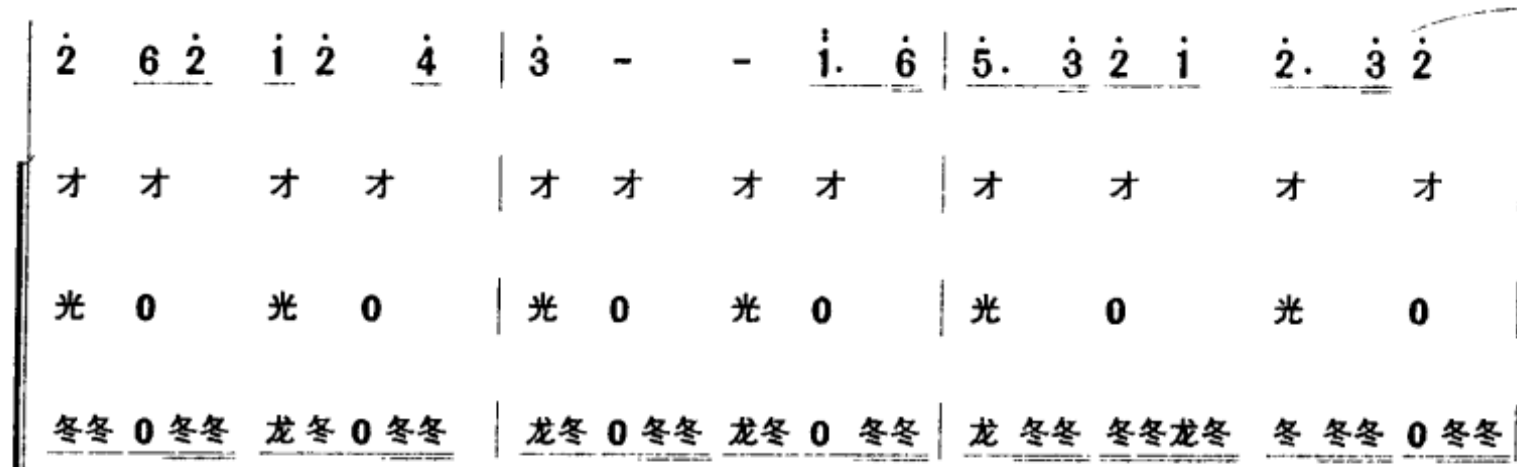 2̇ 6 2̇ 1̇ 2̇ 4̇ | 3̇ - - 1̈. 6̇ | 5̇. 3̇ 2̇ 1̇ 2̇. 3̇ 2̇
才 才 才 才 | 才 才 才 才 | 才 才 才 才
光 0 光 0 | 光 0 光 0 | 光 0 光 0
冬冬 0 冬冬 龙冬 0 冬冬 | 龙冬 0 冬冬 龙冬 0 冬冬 | 龙 冬冬 冬冬龙冬 冬 冬冬 0 冬冬